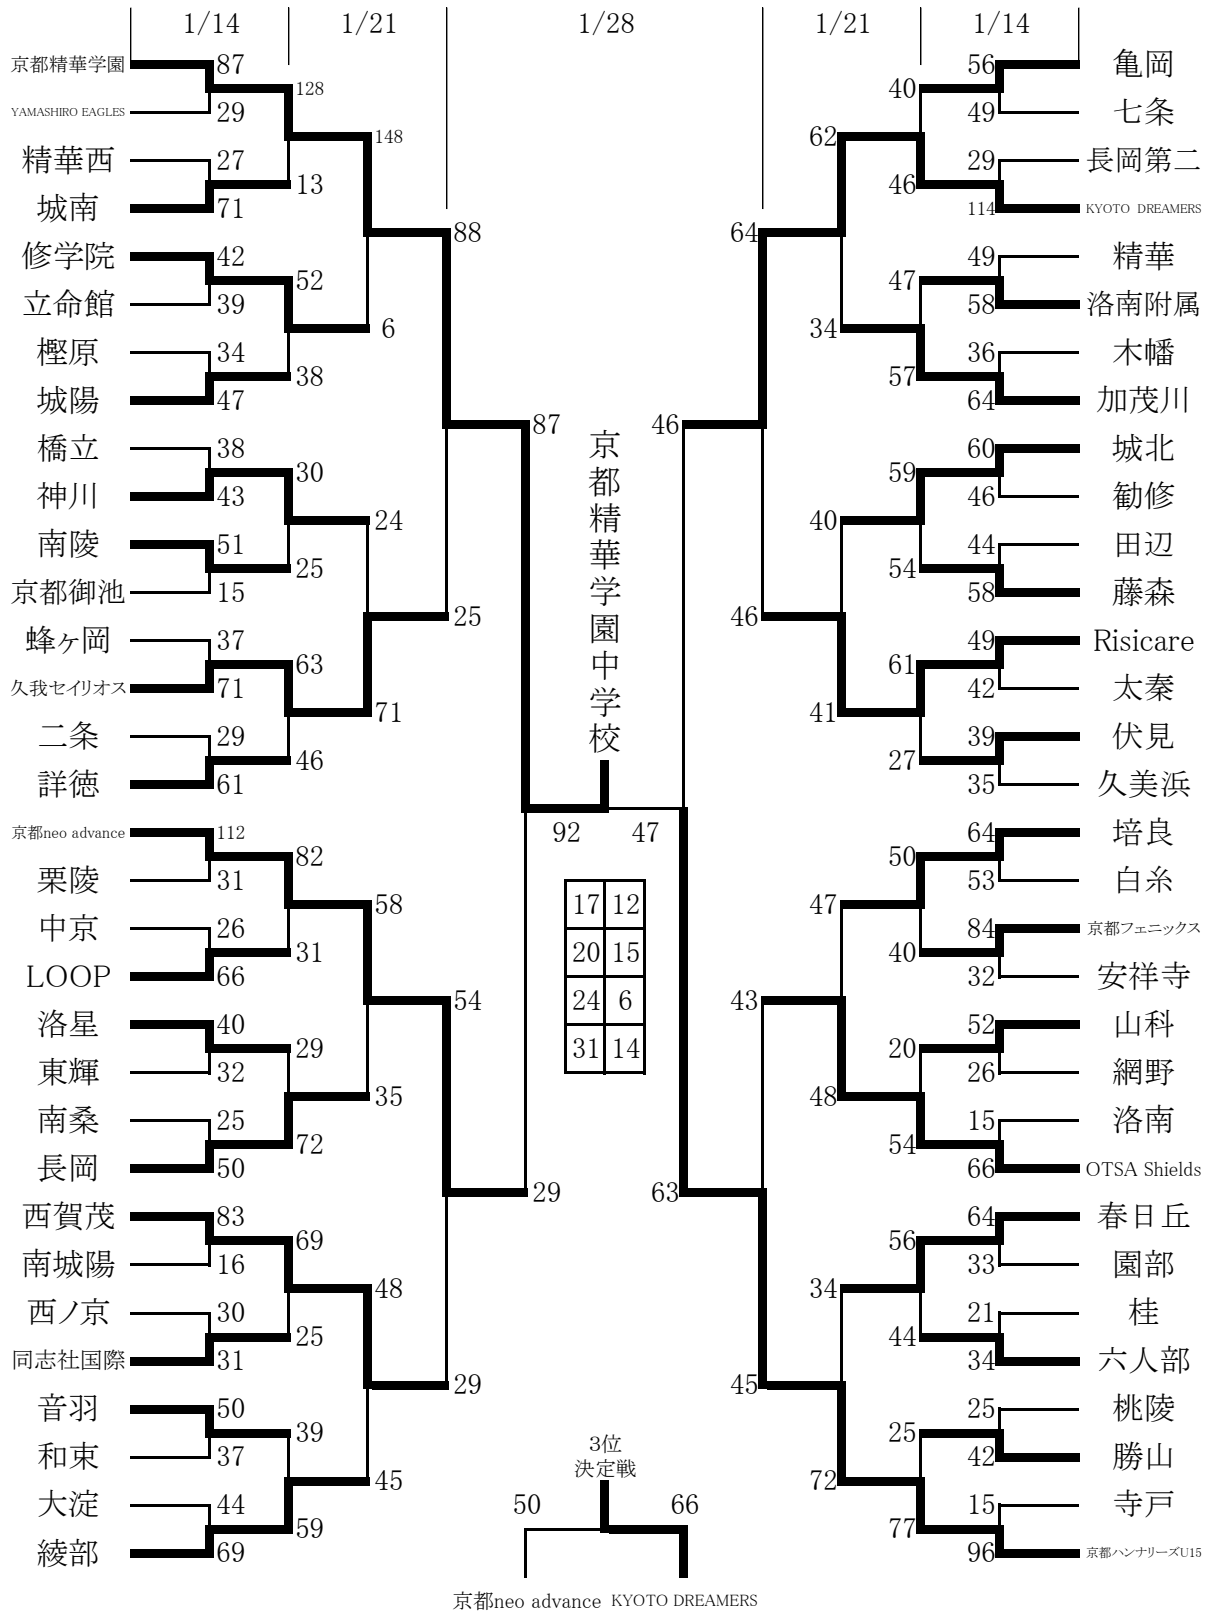 1/14 1/21 1/28 1/21 1/14
京都精華学園 87 56 亀岡
128 40
YAMASHIRO EAGLES 29 49 七条
148 62
精華西 27 29 長岡第二
13 46
城南 71 114 KYOTO DREAMERS
88 64
修学院 42 49 精華
52 47
立命館 39 58 洛南附属
6 34
樫原 34 36 木幡
38 57
城陽 47 64 加茂川
87 46
京都精華学園中学校
橋立 38 60 城北
30 59
神川 43 46 勧修
24 40
南陵 51 44 田辺
25 54
京都御池 15 58 藤森
25 46
蜂ヶ岡 37 49 Risicare
63 61
久我セイリオス 71 42 太秦
71 41
二条 29 39 伏見
46 27
詳徳 61 35 久美浜
92 47
京都neo advance 112 64 培良
82 50
栗陵 31 53 白糸
58 17 12 47
中京 26 84 京都フェニックス
31 20 15 40
LOOP 66 32 安祥寺
54 24 6 43
洛星 40 52 山科
29 31 14 20
東輝 32 26 網野
35 48
南桑 25 15 洛南
72 54
長岡 50 66 OTSA Shields
29 63
西賀茂 83 64 春日丘
69 56
南城陽 16 33 園部
48 34
西ノ京 30 21 桂
25 44
同志社国際 31 34 六人部
29 45
音羽 50 25 桃陵
39 25
和束 37 42 勝山
3位
決定戦
45 72
大淀 44 15 寺戸
50 66
59 77
綾部 69 96 京都ハンナリーズU15
京都neo advance KYOTO DREAMERS